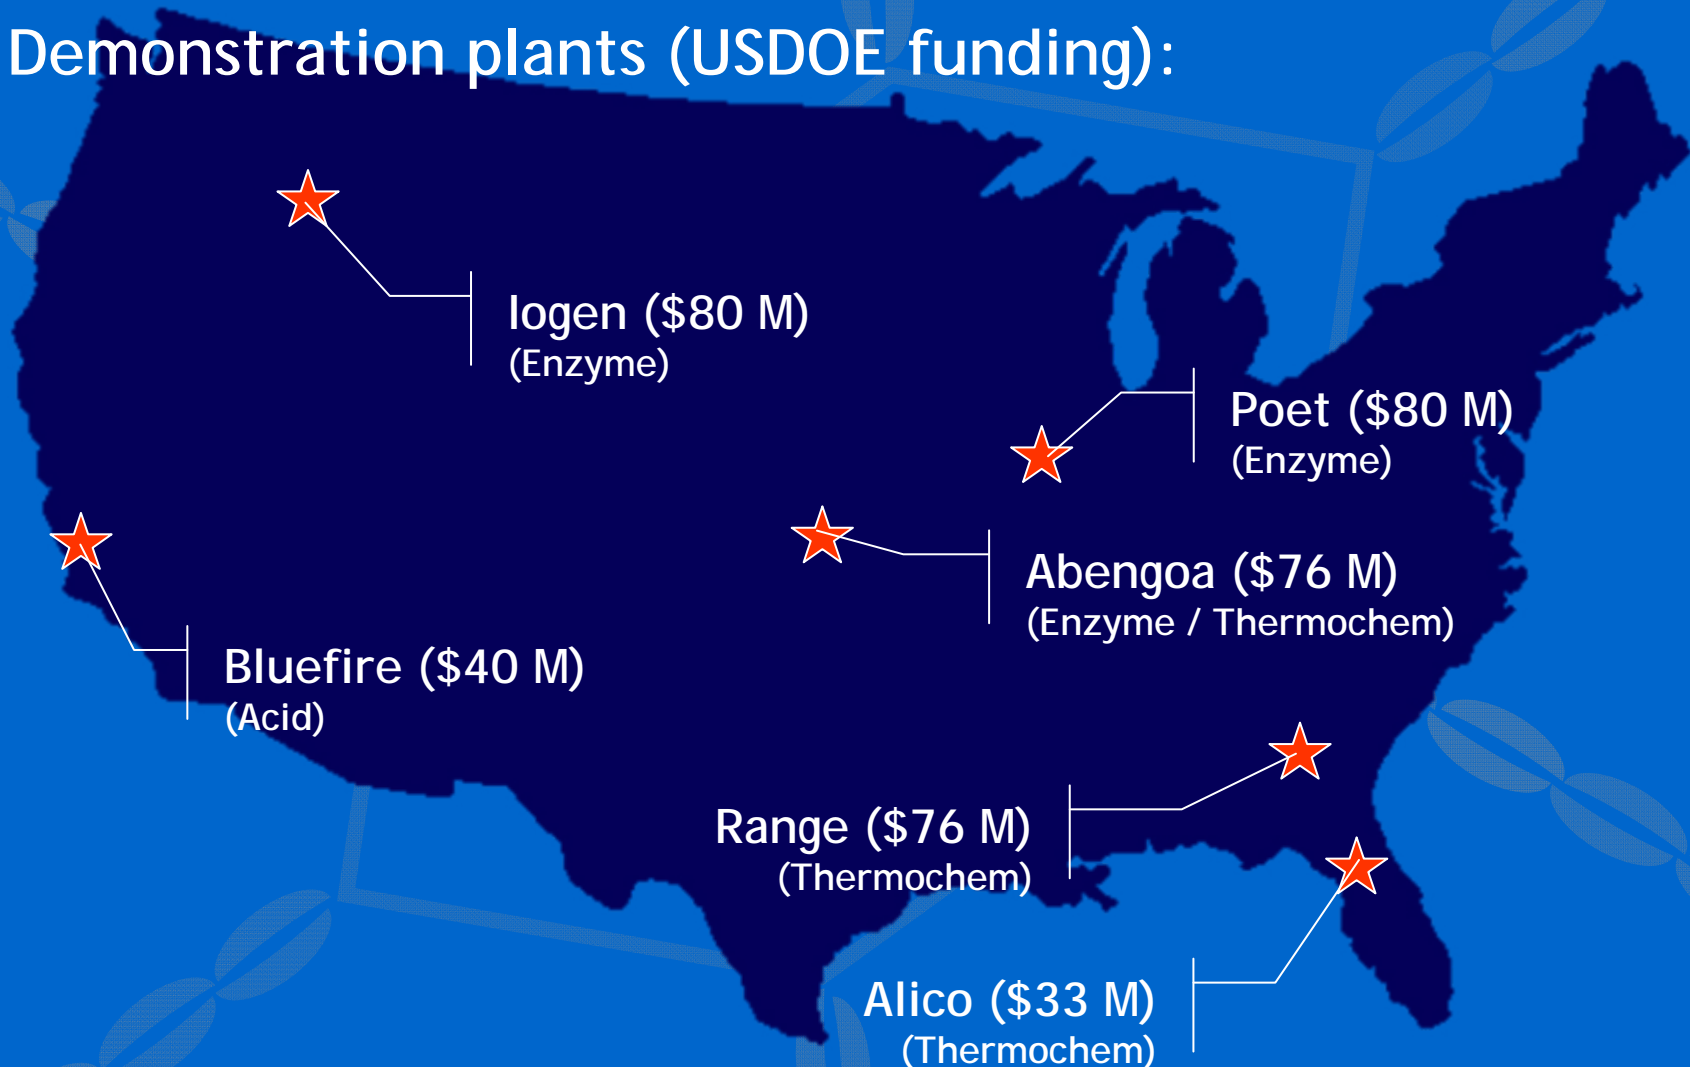 Demonstration plants (USDOE funding):
Iogen ($80 M)
(Enzyme)
Poet ($80 M)
(Enzyme)
Abengoa ($76 M)
(Enzyme / Thermochem)
Bluefire ($40 M)
(Acid)
Range ($76 M)
(Thermochem)
Alico ($33 M)
(Thermochem)